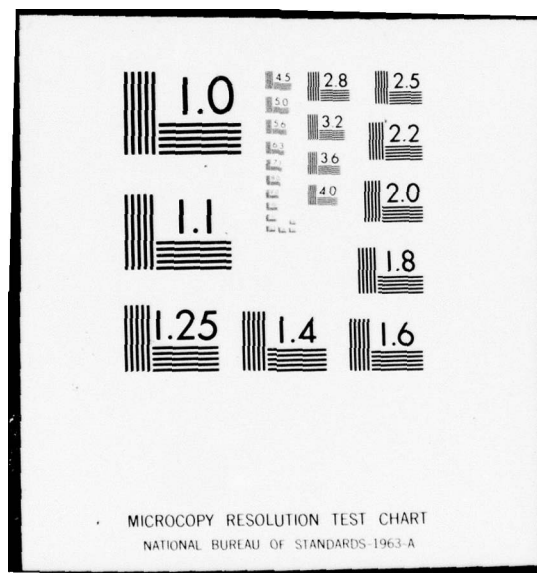 1.0 4.5 2.8 2.5
5.0
5.6 3.2 2.2
6.3 3.6
4.0 2.0
1.1
1.8
1.25 1.4 1.6
MICROCOPY RESOLUTION TEST CHART
NATIONAL BUREAU OF STANDARDS-1963-A